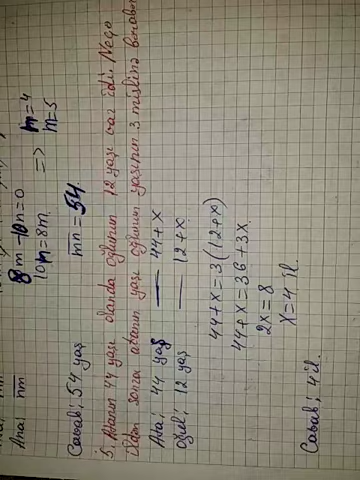 Ana; nm
8m-10n=0
10n=8m => n=4
m=5
mn=54
Cavab; 54 yaş
5. Atanın 44 yaşı olanda oğlunun 12 yaşı var idi. Neçə
ildən sonra atanın yaşı oğlunun yaşının 3 mislinə bərabər
Ata; 44 yaş — 44+x
oğul; 12 yaş — 12+x
44+x=3(12+x)
44+x=36+3x
2x=8
x=4 il.
Cavab; 4 il.